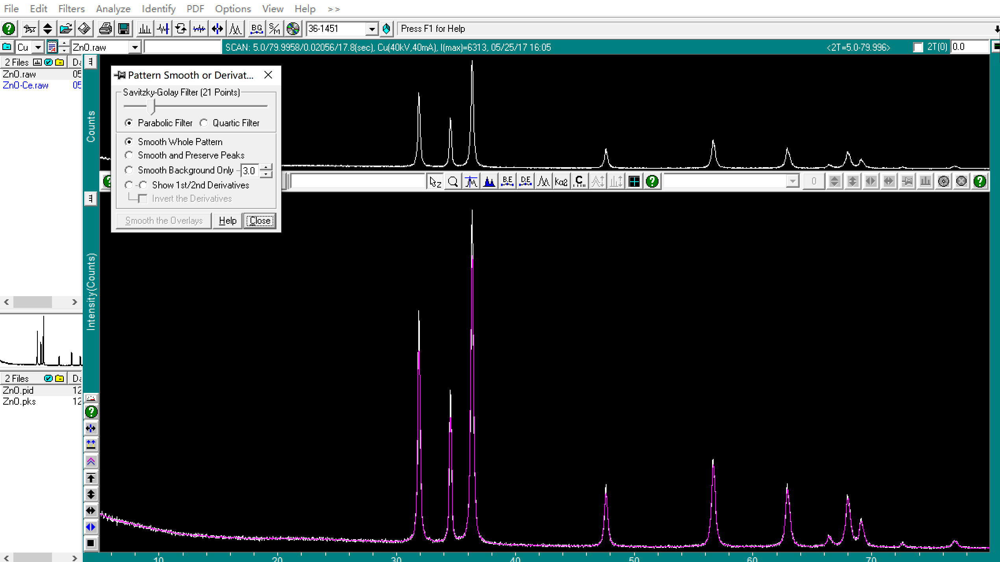 File Edit Filters Analyze Identify PDF Options View Help >>
BG S/M 36-1451 Press F1 for Help
Cu ZnO.raw SCAN: 5.0/79.9958/0.02056/17.8(sec), Cu(40kV,40mA), I(max)=6313, 05/25/17 16:05 <2T=5.0-79.996> 2T(0) 0.0
2 Files Da
ZnO.raw 05
ZnO-Ce.raw 05
Counts
Pattern Smooth or Derivat...
Savitzky-Golay Filter (21 Points)
Parabolic Filter Quartic Filter
Smooth Whole Pattern
Smooth and Preserve Peaks
Smooth Background Only 3.0
Show 1st/2nd Derivatives
Invert the Derivatives
Smooth the Overlays Help Close
B.E D.E kα2 C 0
Intensity(Counts)
2 Files Da
ZnO.pid 12
ZnO.pks 12
10 20 30 40 50 60 70